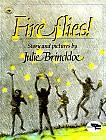 Fireflies!
Story and pictures by
Julie Brinckloe